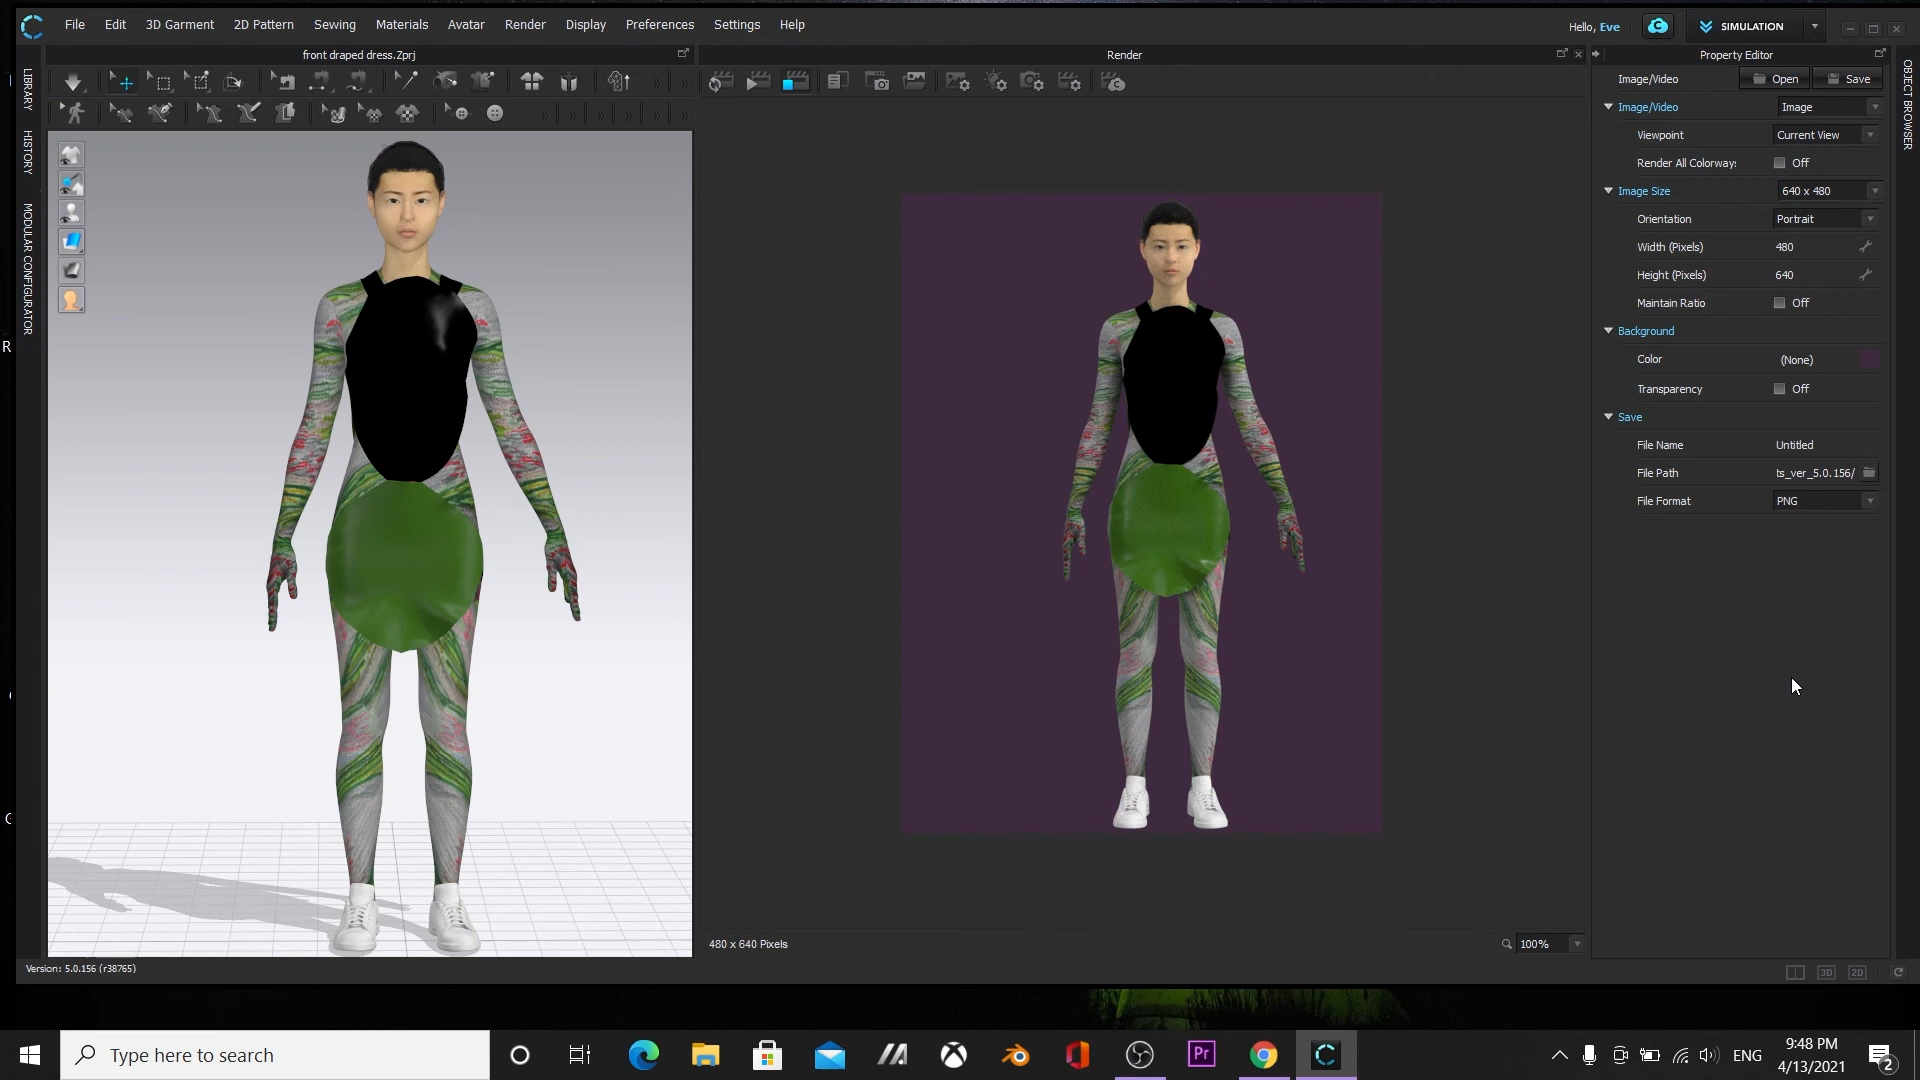 File Edit 3D Garment 2D Pattern Sewing Materials Avatar Render Display Preferences Settings Help
Hello, Eve
SIMULATION
front draped dress.Zprj
Render
Property Editor
LIBRARY
HISTORY
MODULAR CONFIGURATOR
OBJECT BROWSER
Image/Video Open Save
Image/Video Image
Viewpoint Current View
Render All Colorway: Off
Image Size 640 x 480
Orientation Portrait
Width (Pixels) 480
Height (Pixels) 640
Maintain Ratio Off
Background
Color (None)
Transparency Off
Save
File Name Untitled
File Path ts_ver_5.0.156/
File Format PNG
R
480 x 640 Pixels
100%
Version: 5.0.156 (r38765)
3D 2D
Type here to search
Pr
ENG
9:48 PM
4/13/2021
2